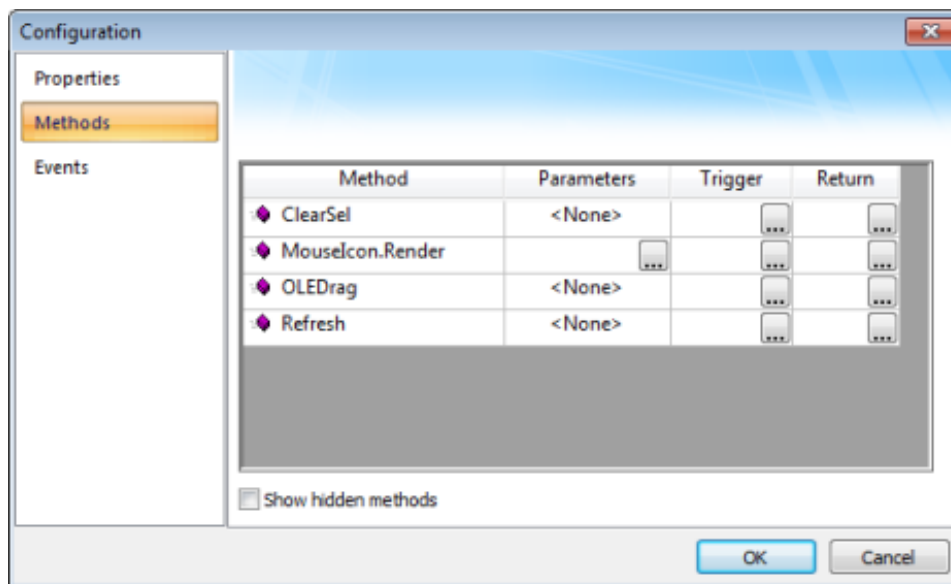 Configuration
Properties
Methods
Events
Method Parameters Trigger Return
ClearSel <None> ... ...
MouseIcon.Render ... ... ...
OLEDrag <None> ... ...
Refresh <None> ... ...
Show hidden methods
OK Cancel